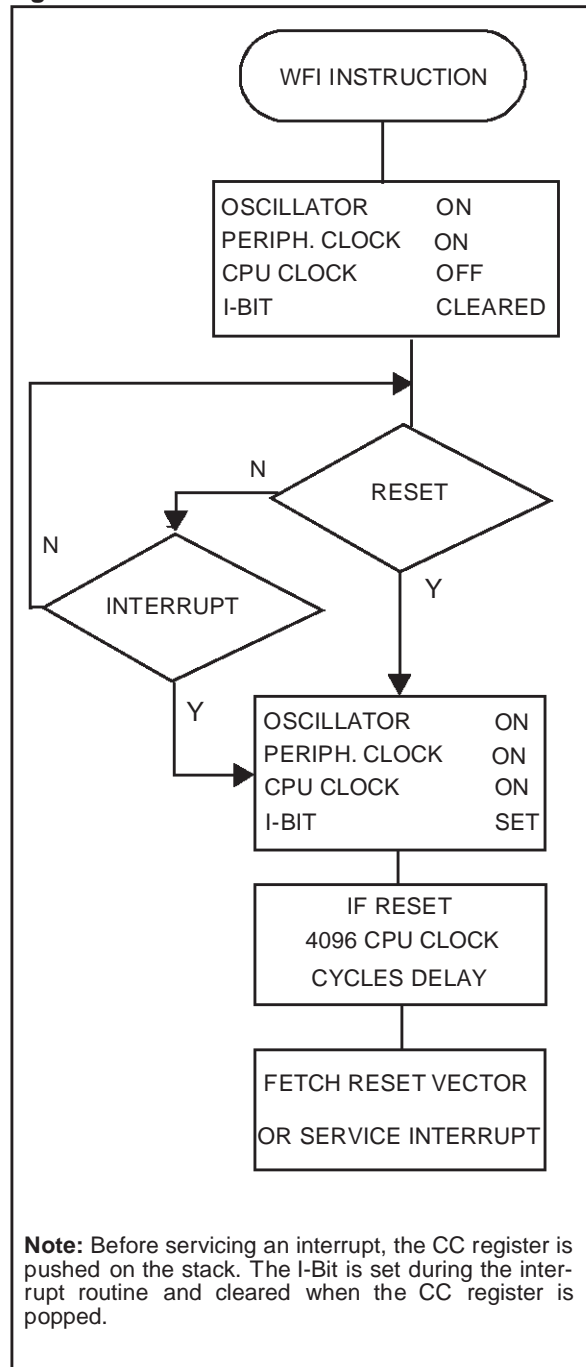 WFI INSTRUCTION
OSCILLATOR ON
PERIPH. CLOCK ON
CPU CLOCK OFF
I-BIT CLEARED
N
RESET
N
Y
INTERRUPT
Y
OSCILLATOR ON
PERIPH. CLOCK ON
CPU CLOCK ON
I-BIT SET
IF RESET
4096 CPU CLOCK
CYCLES DELAY
FETCH RESET VECTOR
OR SERVICE INTERRUPT
Note: Before servicing an interrupt, the CC register is
pushed on the stack. The I-Bit is set during the inter-
rupt routine and cleared when the CC register is
popped.